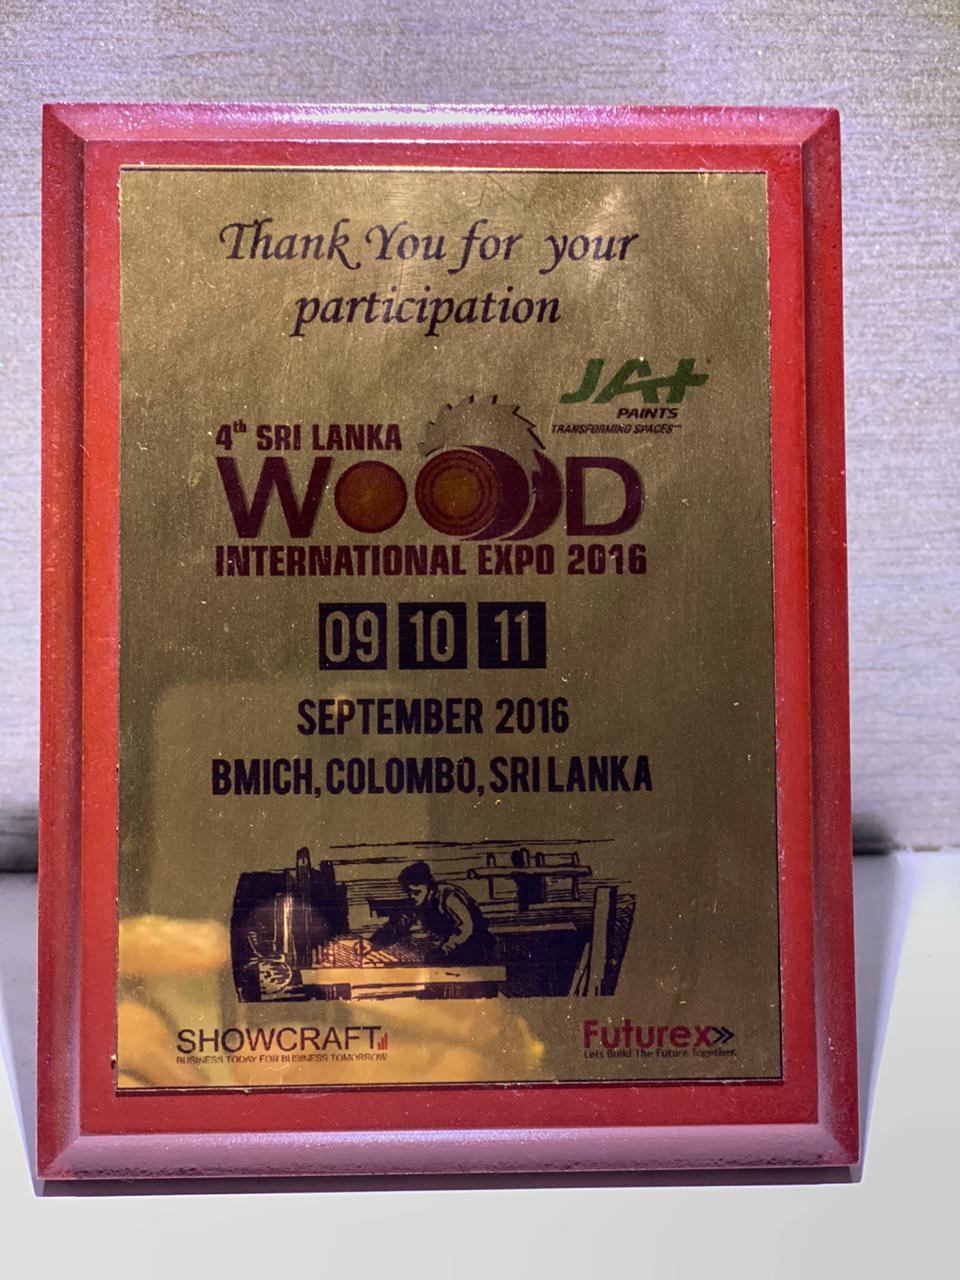 Thank You for your
participation
JAT
PAINTS
TRANSFORMING SPACES™
4th SRI LANKA
WOOD
INTERNATIONAL EXPO 2016
09 10 11
SEPTEMBER 2016
BMICH, COLOMBO, SRI LANKA
SHOWCRAFT
BUSINESS TODAY FOR BUSINESS TOMORROW
Futurex»
Lets Build The Future Together.